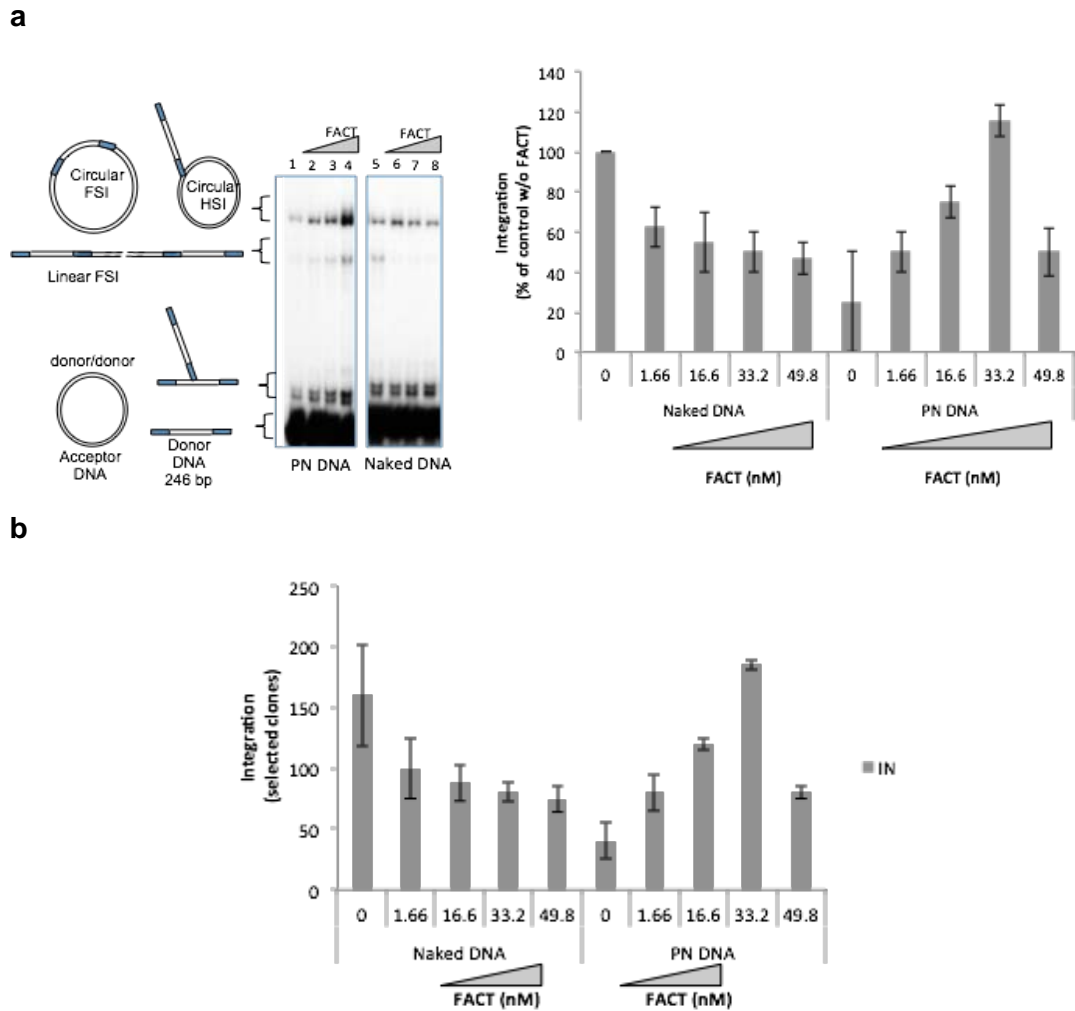 a
FACT FACT
1 2 3 4 5 6 7 8
Circular
FSI
Circular
HSI
Linear FSI
donor/donor
Acceptor
DNA
Donor
DNA
246 bp
PN DNA Naked DNA
Integration
(% of control w/o FACT)
140
120
100
80
60
40
20
0
0 1.66 16.6 33.2 49.8 0 1.66 16.6 33.2 49.8
Naked DNA PN DNA
FACT (nM) FACT (nM)
b
Integration
(selected clones)
250
200
150
100
50
0
IN
0 1.66 16.6 33.2 49.8 0 1.66 16.6 33.2 49.8
Naked DNA PN DNA
FACT (nM) FACT (nM)